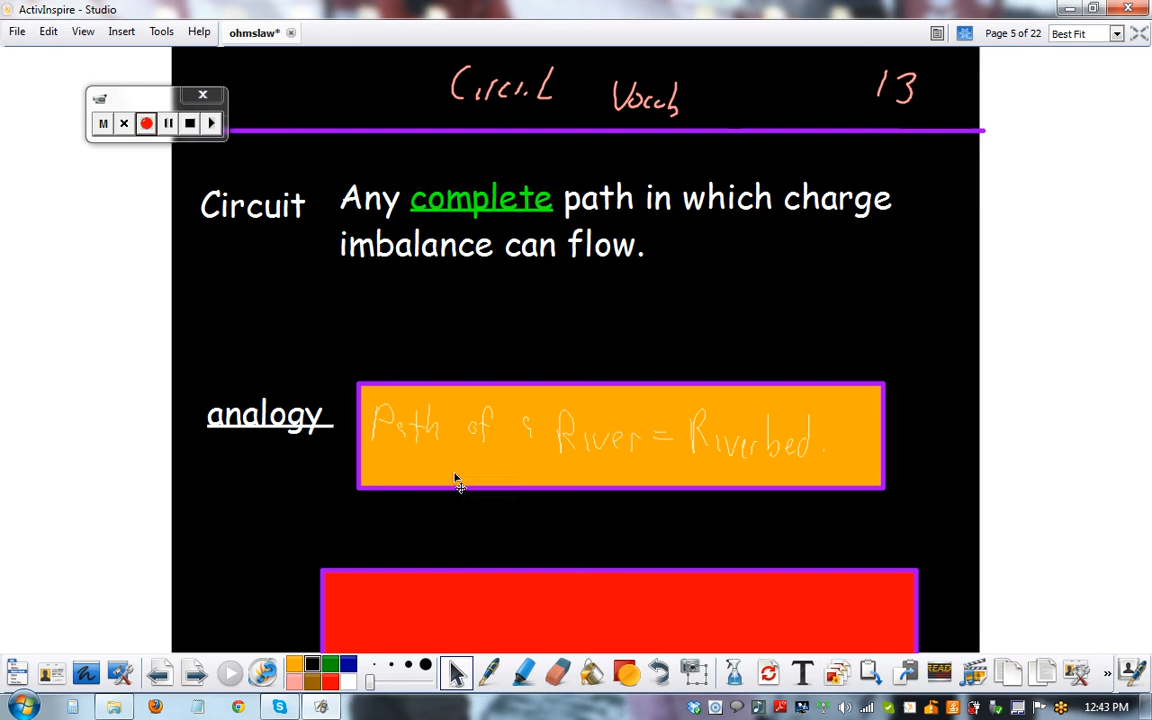 ActivInspire - Studio
File Edit View Insert Tools Help ohmslaw* Page 5 of 22 Best Fit
Circuit Vocab 13
M
Circuit Any complete path in which charge
imbalance can flow.
analogy Path of a River = Riverbed.
READ T
12:43 PM